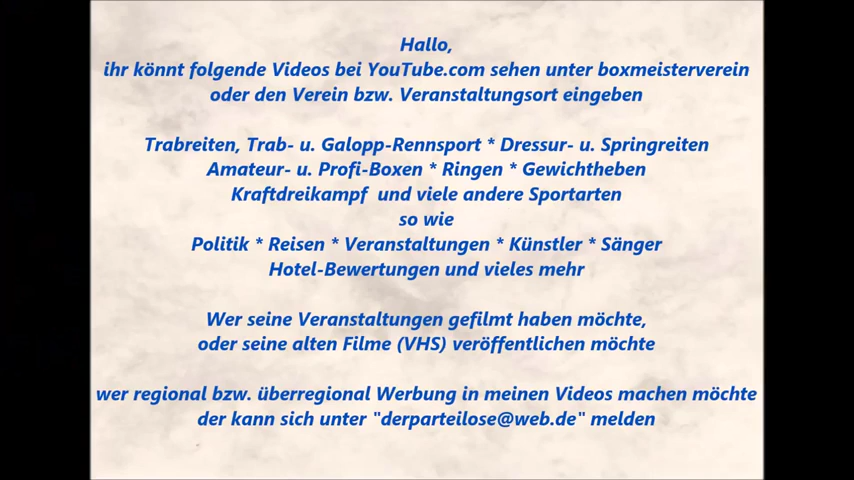 Hallo,
ihr könnt folgende Videos bei YouTube.com sehen unter boxmeisterverein
oder den Verein bzw. Veranstaltungsort eingeben
Trabreiten, Trab- u. Galopp-Rennsport * Dressur- u. Springreiten
Amateur- u. Profi-Boxen * Ringen * Gewichtheben
Kraftdreikampf und viele andere Sportarten
so wie
Politik * Reisen * Veranstaltungen * Künstler * Sänger
Hotel-Bewertungen und vieles mehr
Wer seine Veranstaltungen gefilmt haben möchte,
oder seine alten Filme (VHS) veröffentlichen möchte
wer regional bzw. überregional Werbung in meinen Videos machen möchte
der kann sich unter "derparteilose@web.de" melden